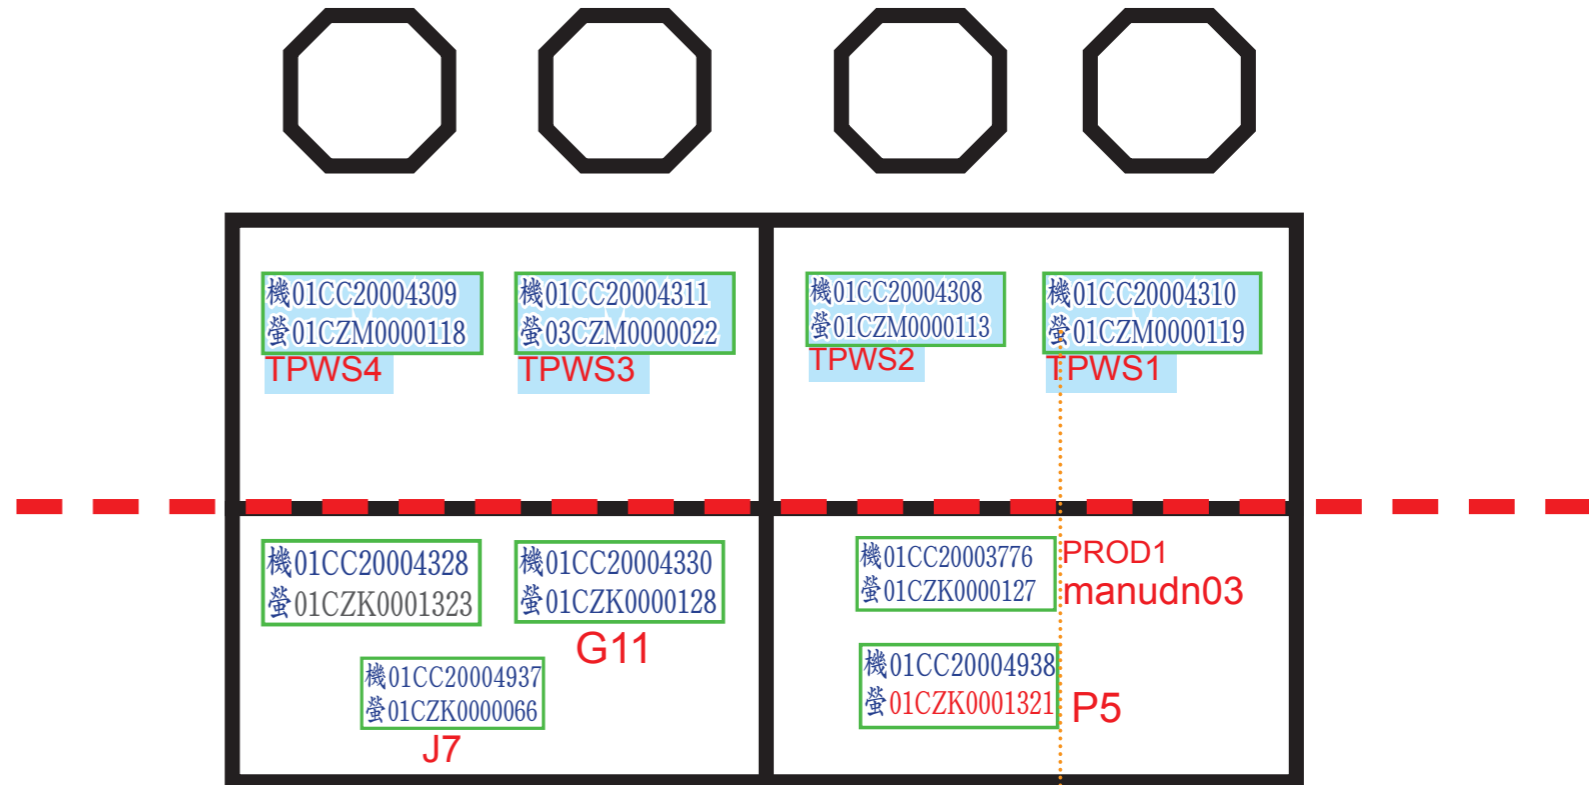 機01CC20004309
螢01CZM0000118
TPWS4
機01CC20004311
螢03CZM0000022
TPWS3
機01CC20004308
螢01CZM0000113
TPWS2
機01CC20004310
螢01CZM0000119
TPWS1
機01CC20004328
螢01CZK0001323
機01CC20004330
螢01CZK0000128
G11
機01CC20004937
螢01CZK0000066
J7
機01CC20003776
螢01CZK0000127
PROD1
manudn03
機01CC20004938
螢01CZK0001321
P5